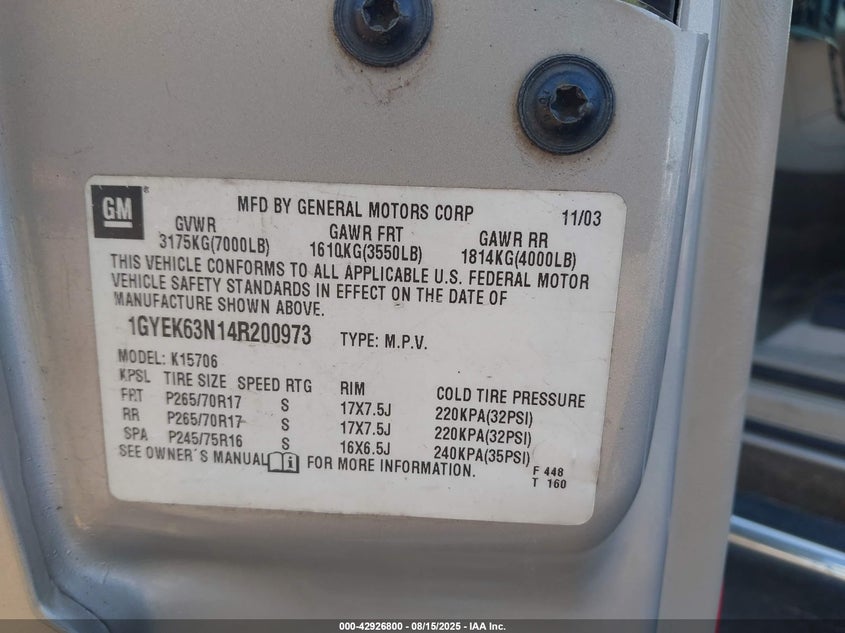 GM ®
MFD BY GENERAL MOTORS CORP 11/03
GVWR GAWR FRT GAWR RR
3175KG(7000LB) 1610KG(3550LB) 1814KG(4000LB)
THIS VEHICLE CONFORMS TO ALL APPLICABLE U.S. FEDERAL MOTOR
VEHICLE SAFETY STANDARDS IN EFFECT ON THE DATE OF
MANUFACTURE SHOWN ABOVE.
1GYEK63N14R200973 TYPE: M.P.V.
MODEL: K15706
KPSL TIRE SIZE SPEED RTG RIM COLD TIRE PRESSURE
FRT P265/70R17 S 17X7.5J 220KPA(32PSI)
RR P265/70R17 S 17X7.5J 220KPA(32PSI)
SPA P245/75R16 S 16X6.5J 240KPA(35PSI)
SEE OWNER´S MANUAL i FOR MORE INFORMATION.
F 448
T 160
000-42926800 - 08/15/2025 - IAA Inc.